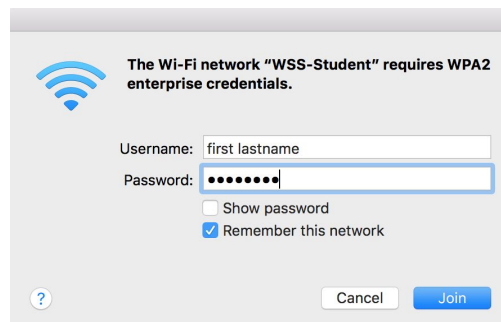 The Wi-Fi network “WSS-Student” requires WPA2
enterprise credentials.
Username: first lastname
Password: ••••••••
Show password
Remember this network
? Cancel Join